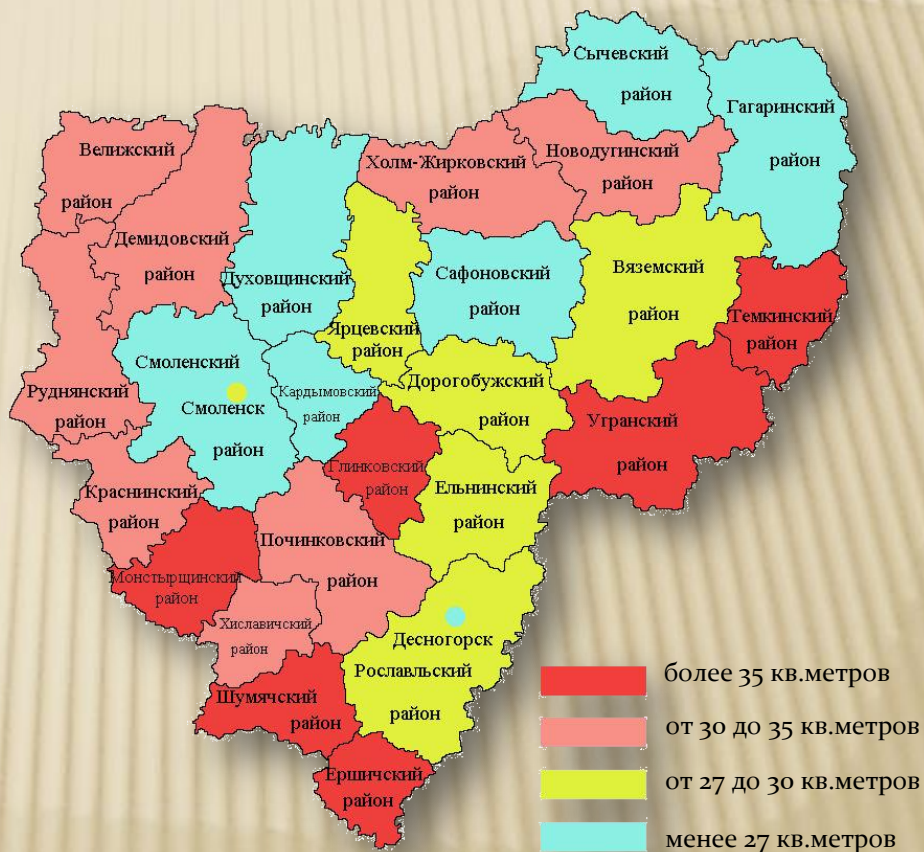 Сычевский
район
Гагаринский
район
Велижский
район
Холм-Жирковский
район
Новодугинский
район
Демидовский
район
Духовщинский
район
Сафоновский
район
Вяземский
район
Темкинский
район
Ярцевский
район
Смоленский
Смоленск
район
Кардымовский
район
Дорогобужский
район
Руднянский
район
Угранский
район
Глинковский
район
Краснинский
район
Ельнинский
район
Починковский
район
Монстырщинский
район
Хиславичский
район
Десногорск
Рославльский
район
Шумячский
район
Ершичский
район
более 35 кв.метров
от 30 до 35 кв.метров
от 27 до 30 кв.метров
менее 27 кв.метров